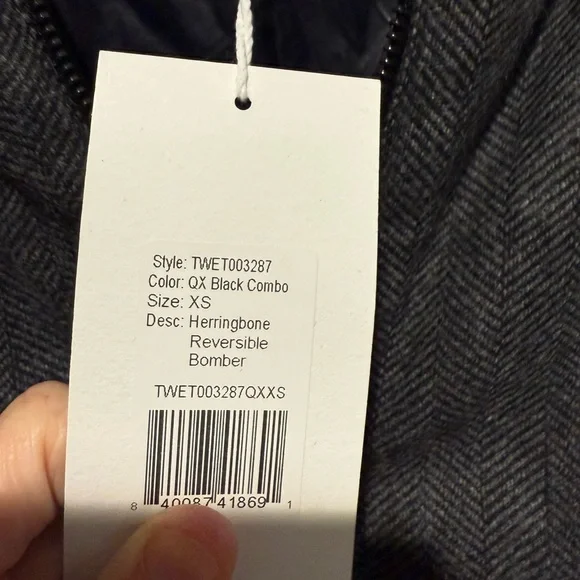 Style: TWET003287
Color: QX Black Combo
Size: XS
Desc: Herringbone
Reversible
Bomber
TWET003287QXXS
8 40087 41869 1